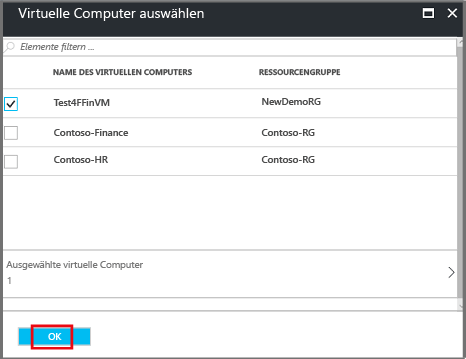 Virtuelle Computer auswählen
Elemente filtern ...
NAME DES VIRTUELLEN COMPUTERS RESSOURCENGRUPPE
Test4FFinVM NewDemoRG
Contoso-Finance Contoso-RG
Contoso-HR Contoso-RG
Ausgewählte virtuelle Computer
1
OK